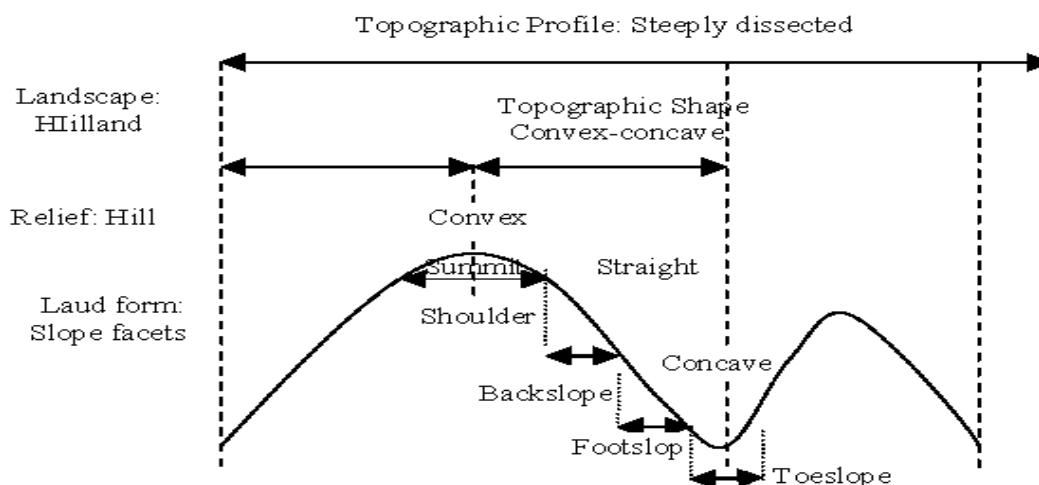 Topographic Profile: Steeply dissected
Landscape:
HIilland
Topographic Shape
Convex-concave
Relief: Hill
Convex
Summit
Straight
Laud form:
Slope facets
Shoulder
Concave
Backslope
Footslop
Toeslope